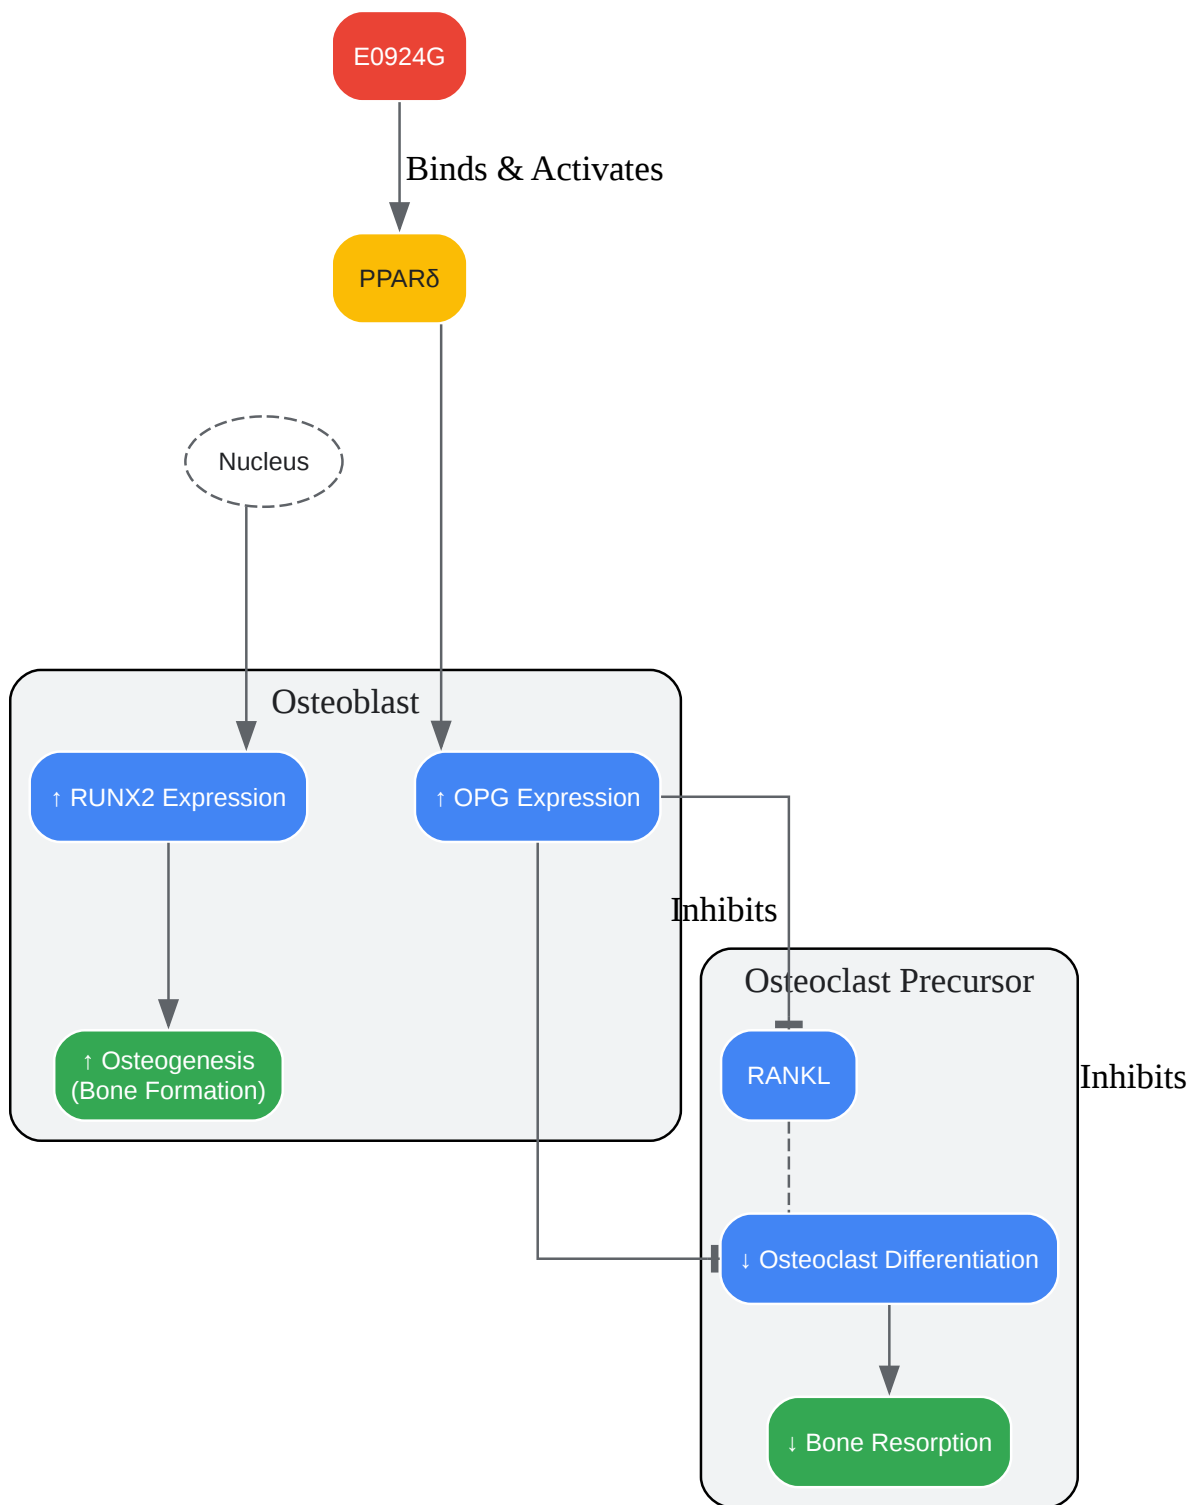 E0924G
Binds & Activates
PPARδ
Nucleus
Osteoblast
↑ RUNX2 Expression
↑ OPG Expression
Inhibits
Osteoclast Precursor
↑ Osteogenesis
(Bone Formation)
RANKL
Inhibits
↓ Osteoclast Differentiation
↓ Bone Resorption